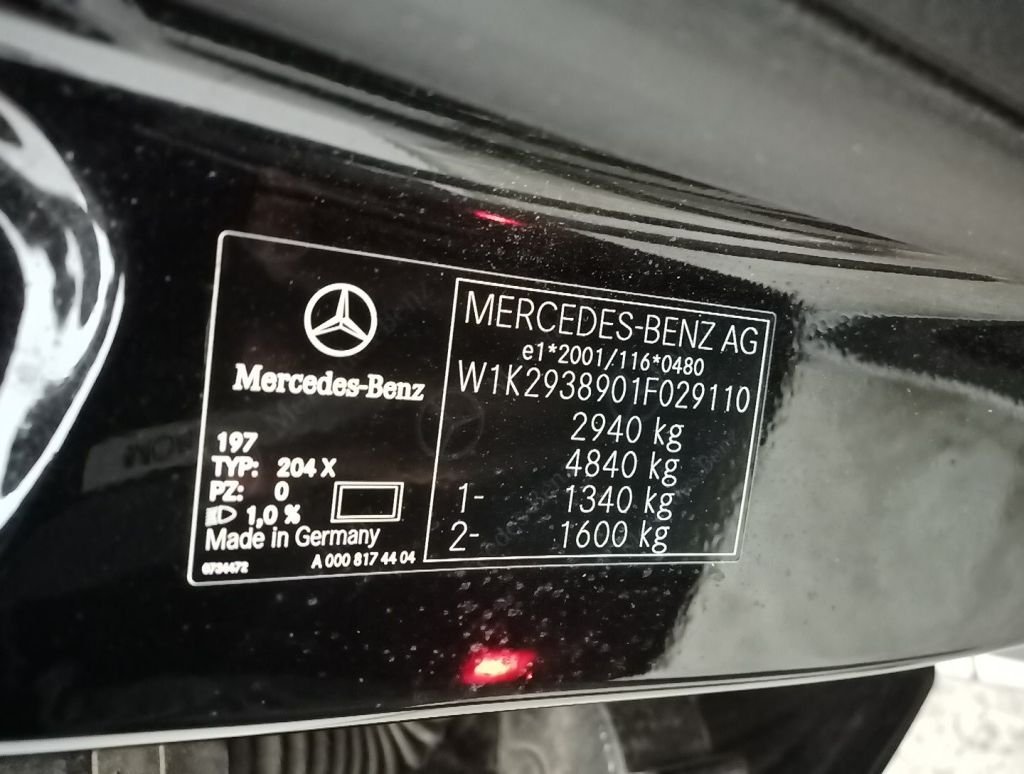 Mercedes-Benz
197
TYP: 204 X
PZ: 0
1,0 %
Made in Germany
A 000 817 44 04
MERCEDES-BENZ AG
e1*2001/116*0480
W1K2938901F029110
2940 kg
4840 kg
1- 1340 kg
2- 1600 kg